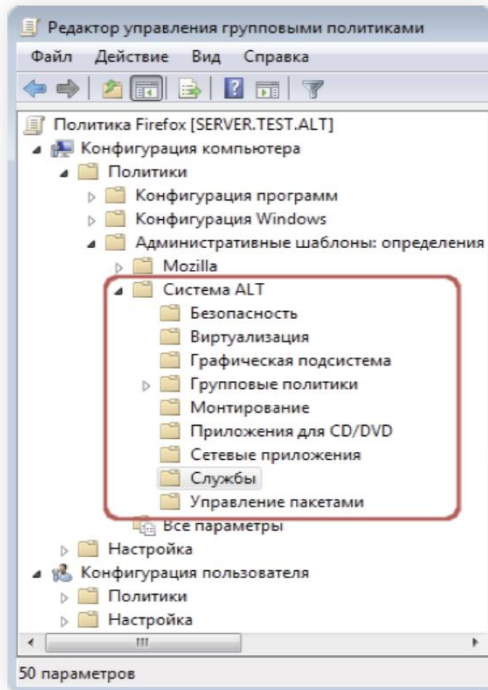 Редактор управления групповыми политиками
Файл Действие Вид Справка
Политика Firefox [SERVER.TEST.ALT]
Конфигурация компьютера
Политики
Конфигурация программ
Конфигурация Windows
Административные шаблоны: определения
Mozilla
Система ALT
Безопасность
Виртуализация
Графическая подсистема
Групповые политики
Монтирование
Приложения для CD/DVD
Сетевые приложения
Службы
Управление пакетами
Все параметры
Настройка
Конфигурация пользователя
Политики
Настройка
50 параметров